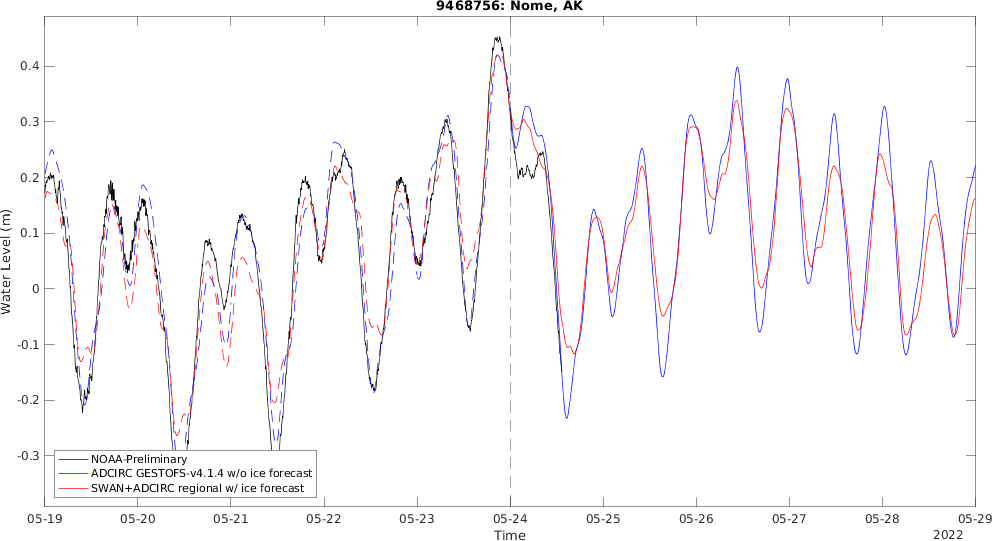 9468756: Nome, AK
Water Level (m)
0.4
0.3
0.2
0.1
0
-0.1
-0.2
-0.3
NOAA-Preliminary
ADCIRC GESTOFS-v4.1.4 w/o ice forecast
SWAN+ADCIRC regional w/ ice forecast
05-19 05-20 05-21 05-22 05-23 05-24 05-25 05-26 05-27 05-28 05-29
Time
2022